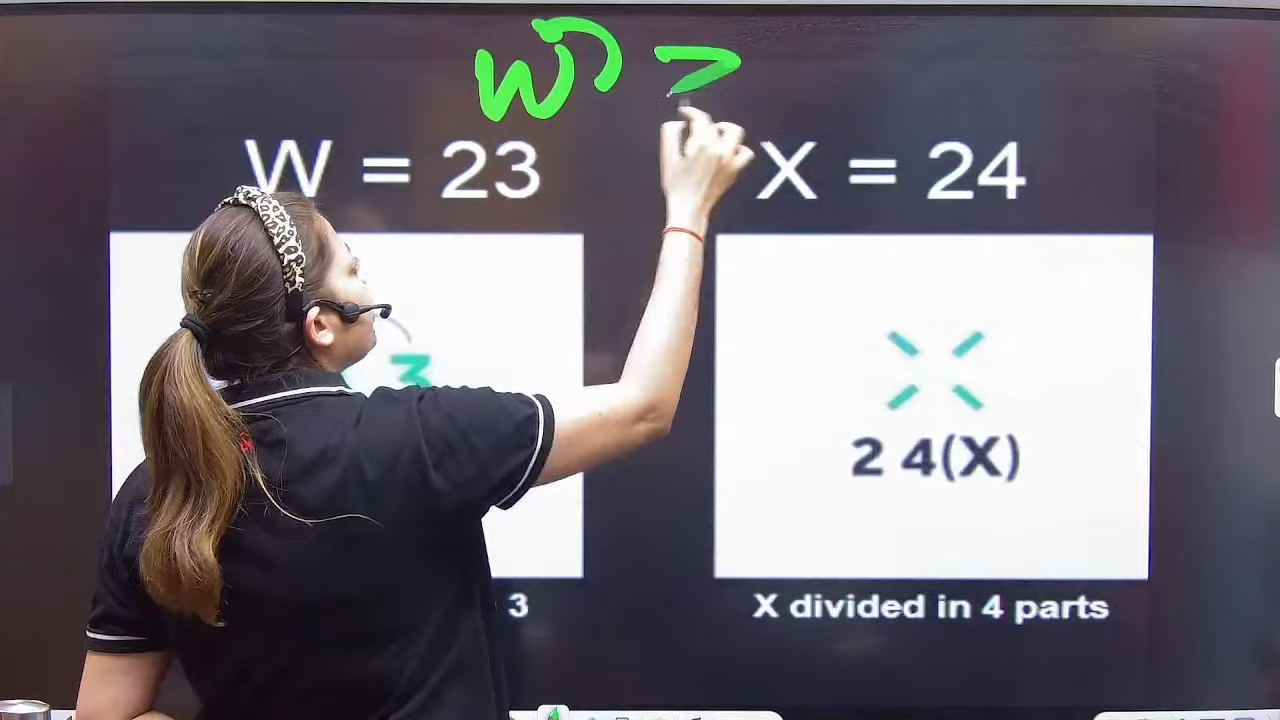 W = 23
X = 24
3
2 4(X)
3
X divided in 4 parts